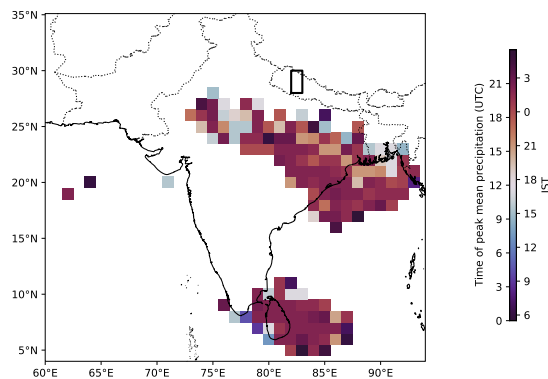 35°N
30°N
25°N
20°N
15°N
10°N
5°N
60°E
65°E
70°E
75°E
80°E
85°E
90°E
Time of peak mean precipitation (UTC)
21
18
15
12
9
6
3
0
3
0
21
18
15
12
9
6
IST